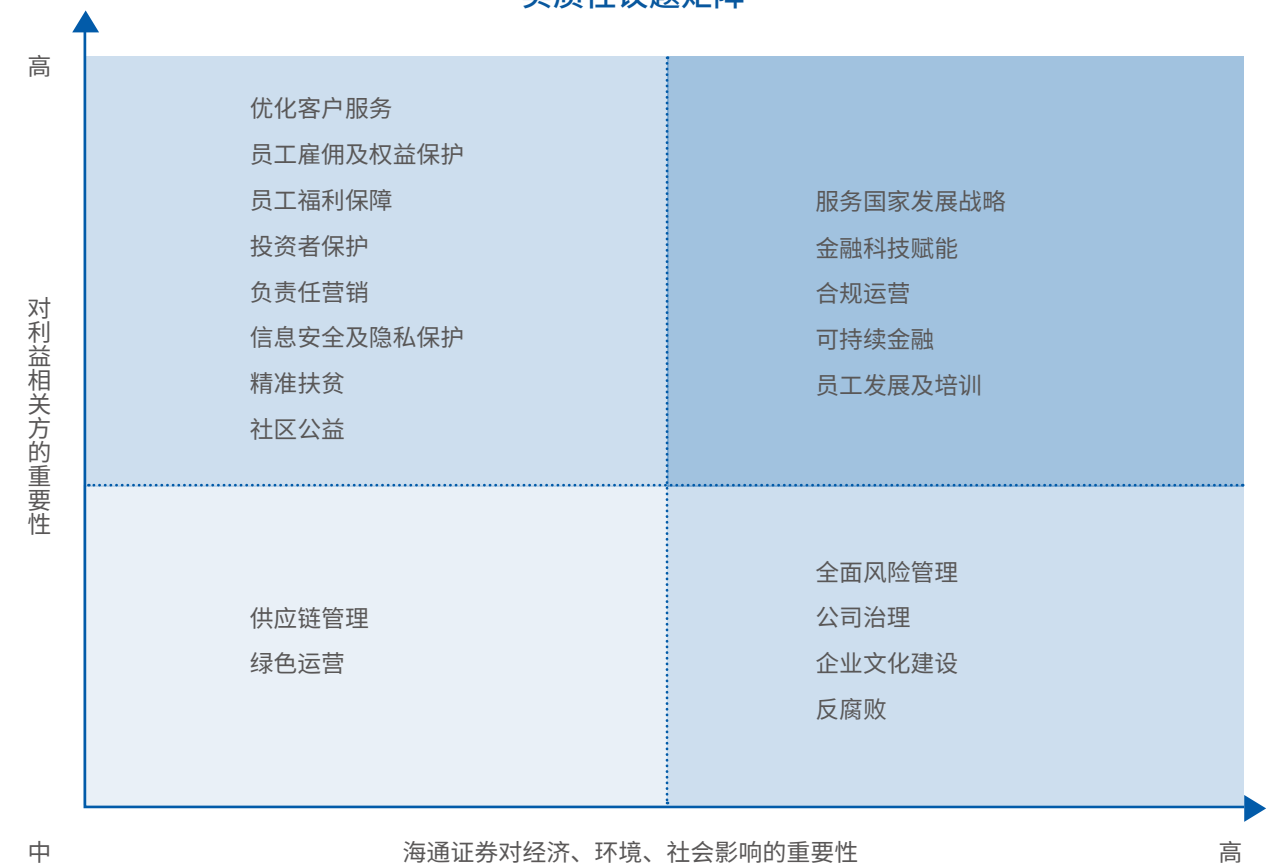 实质性议题矩阵
高
优化客户服务
员工雇佣及权益保护
员工福利保障
投资者保护
负责任营销
信息安全及隐私保护
精准扶贫
社区公益
服务国家发展战略
金融科技赋能
合规运营
可持续金融
员工发展及培训
对利益相关方的重要性
供应链管理
绿色运营
全面风险管理
公司治理
企业文化建设
反腐败
中
海通证券对经济、环境、社会影响的重要性
高